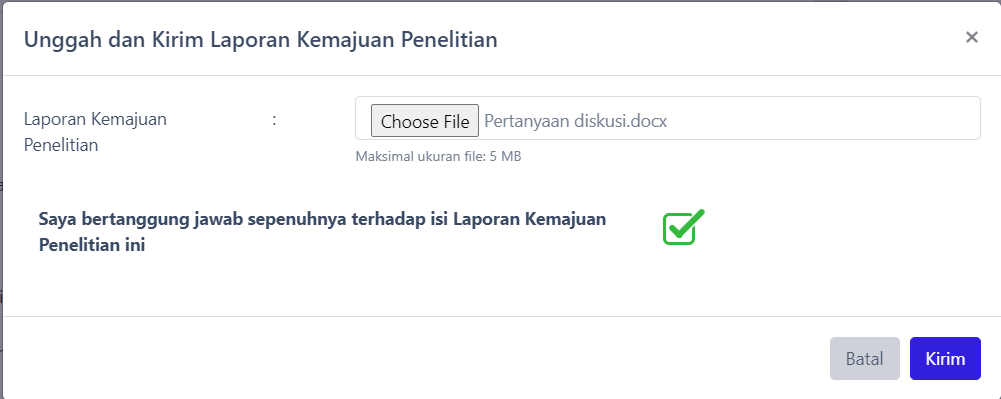 Unggah dan Kirim Laporan Kemajuan Penelitian
×
Laporan Kemajuan
Penelitian
:
Choose File Pertanyaan diskusi.docx
Maksimal ukuran file: 5 MB
Saya bertanggung jawab sepenuhnya terhadap isi Laporan Kemajuan
Penelitian ini
Batal Kirim